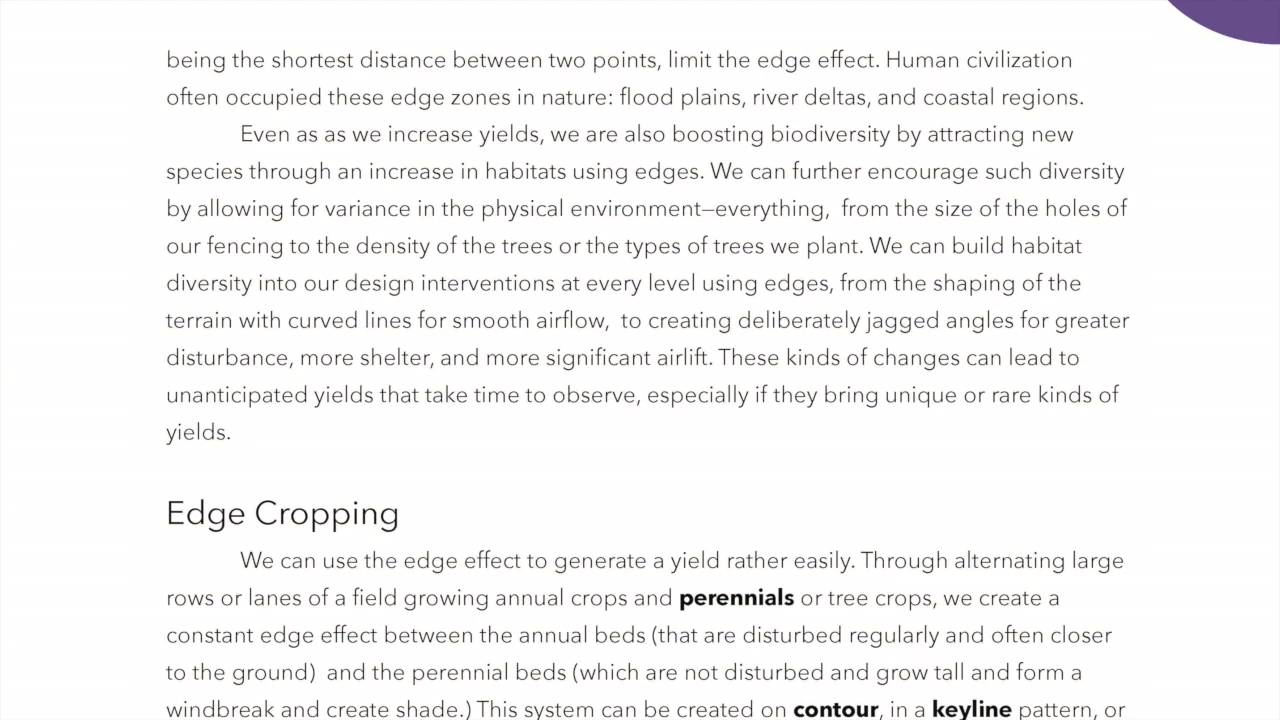 being the shortest distance between two points, limit the edge effect. Human civilization
often occupied these edge zones in nature: flood plains, river deltas, and coastal regions.
Even as as we increase yields, we are also boosting biodiversity by attracting new
species through an increase in habitats using edges. We can further encourage such diversity
by allowing for variance in the physical environment—everything, from the size of the holes of
our fencing to the density of the trees or the types of trees we plant. We can build habitat
diversity into our design interventions at every level using edges, from the shaping of the
terrain with curved lines for smooth airflow, to creating deliberately jagged angles for greater
disturbance, more shelter, and more significant airlift. These kinds of changes can lead to
unanticipated yields that take time to observe, especially if they bring unique or rare kinds of
yields.
Edge Cropping
We can use the edge effect to generate a yield rather easily. Through alternating large
rows or lanes of a field growing annual crops and perennials or tree crops, we create a
constant edge effect between the annual beds (that are disturbed regularly and often closer
to the ground) and the perennial beds (which are not disturbed and grow tall and form a
windbreak and create shade.) This system can be created on contour, in a keyline pattern, or